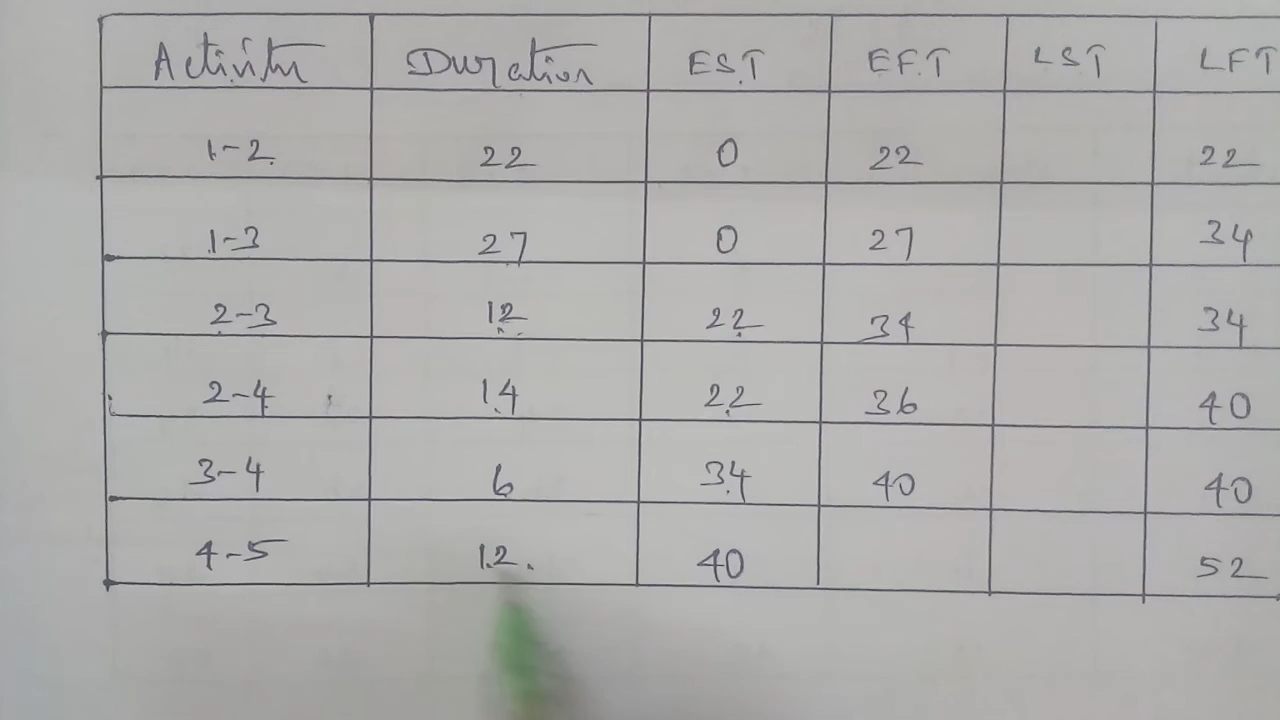 Activity Duration EST EFT LST LFT
1-2 22 0 22 22
1-3 27 0 27 34
2-3 12 22 34 34
2-4 14 22 36 40
3-4 6 34 40 40
4-5 12 40 52